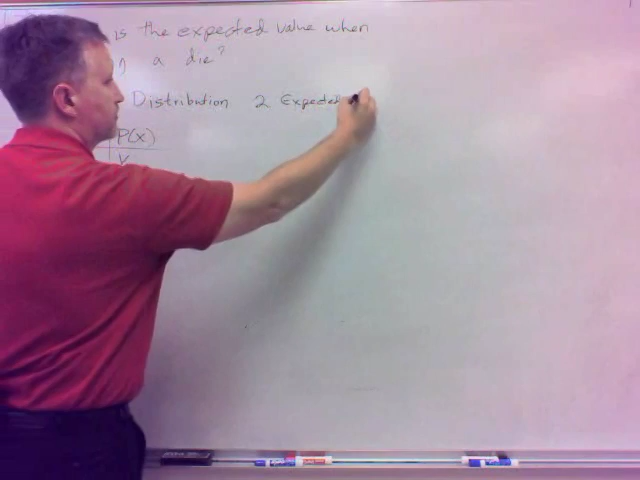 is the expected value when
a die?
Distribution 2 Expected
P(X)